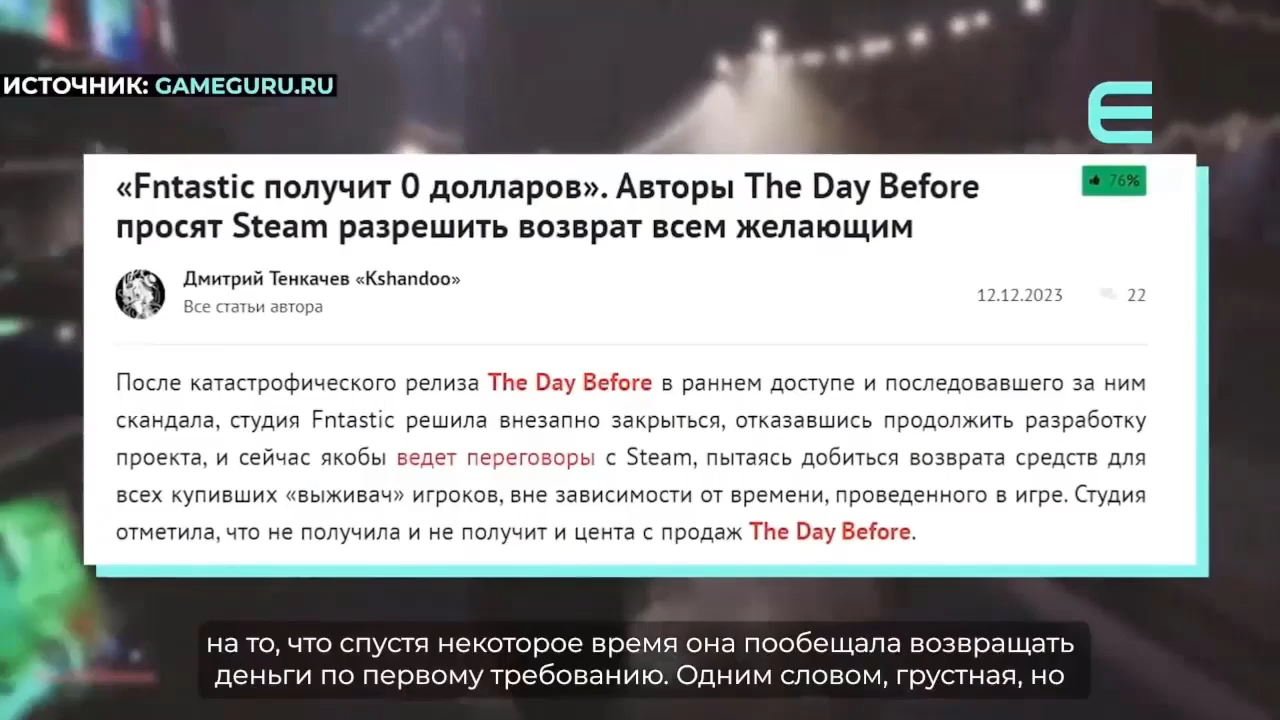 ИСТОЧНИК: GAMEGURU.RU
«Fntastic получит 0 долларов». Авторы The Day Before
просят Steam разрешить возврат всем желающим
76%
Дмитрий Тенкачев «Kshandoo»
Все статьи автора
12.12.2023
22
После катастрофического релиза The Day Before в раннем доступе и последовавшего за ним
скандала, студия Fntastic решила внезапно закрыться, отказавшись продолжить разработку
проекта, и сейчас якобы ведет переговоры с Steam, пытаясь добиться возврата средств для
всех купивших «выживач» игроков, вне зависимости от времени, проведенного в игре. Студия
отметила, что не получила и не получит и цента с продаж The Day Before.
на то, что спустя некоторое время она пообещала возвращать
деньги по первому требованию. Одним словом, грустная, но